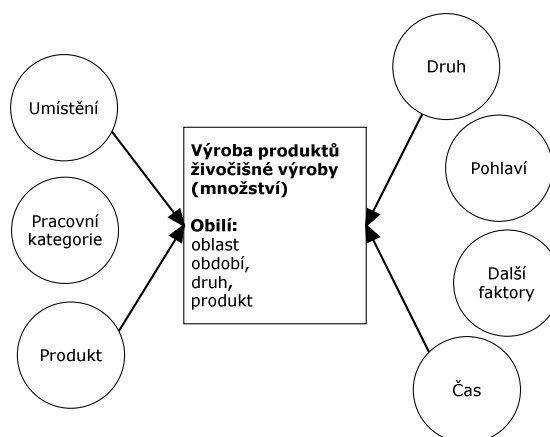 Umístění
Pracovní
kategorie
Produkt
Výroba produktů
živočišné výroby
(množství)
Obilí:
oblast
období,
druh,
produkt
Druh
Pohlaví
Další
faktory
Čas